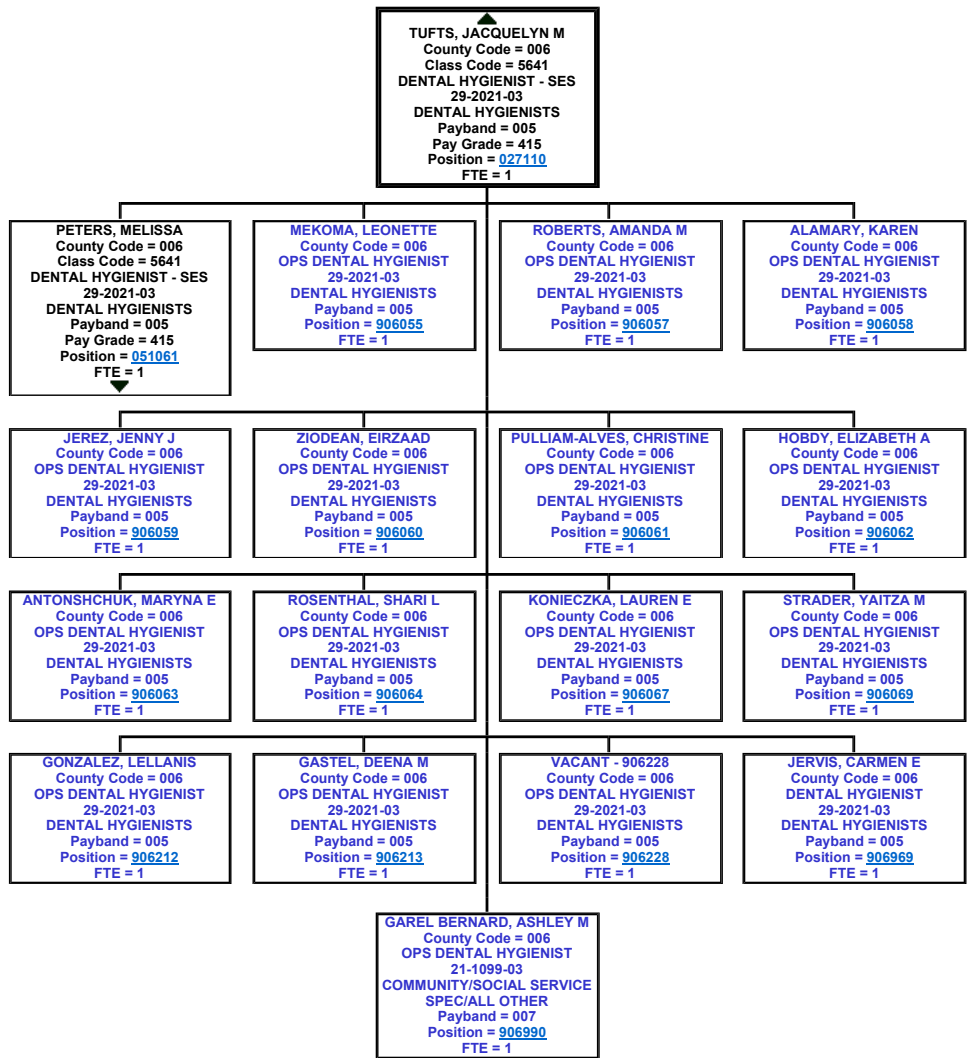 TUFTS, JACQUELYN M
County Code = 006
Class Code = 5641
DENTAL HYGIENIST - SES
29-2021-03
DENTAL HYGIENISTS
Payband = 005
Pay Grade = 415
Position = 027110
FTE = 1
PETERS, MELISSA
County Code = 006
Class Code = 5641
DENTAL HYGIENIST - SES
29-2021-03
DENTAL HYGIENISTS
Payband = 005
Pay Grade = 415
Position = 051061
FTE = 1
MEKOMA, LEONETTE
County Code = 006
OPS DENTAL HYGIENIST
29-2021-03
DENTAL HYGIENISTS
Payband = 005
Position = 906055
FTE = 1
ROBERTS, AMANDA M
County Code = 006
OPS DENTAL HYGIENIST
29-2021-03
DENTAL HYGIENISTS
Payband = 005
Position = 906057
FTE = 1
ALAMARY, KAREN
County Code = 006
OPS DENTAL HYGIENIST
29-2021-03
DENTAL HYGIENISTS
Payband = 005
Position = 906058
FTE = 1
JEREZ, JENNY J
County Code = 006
OPS DENTAL HYGIENIST
29-2021-03
DENTAL HYGIENISTS
Payband = 005
Position = 906059
FTE = 1
ZIODEAN, EIRZAAD
County Code = 006
OPS DENTAL HYGIENIST
29-2021-03
DENTAL HYGIENISTS
Payband = 005
Position = 906060
FTE = 1
PULLIAM-ALVES, CHRISTINE
County Code = 006
OPS DENTAL HYGIENIST
29-2021-03
DENTAL HYGIENISTS
Payband = 005
Position = 906061
FTE = 1
HOBDY, ELIZABETH A
County Code = 006
OPS DENTAL HYGIENIST
29-2021-03
DENTAL HYGIENISTS
Payband = 005
Position = 906062
FTE = 1
ANTONSHCHUK, MARYNA E
County Code = 006
OPS DENTAL HYGIENIST
29-2021-03
DENTAL HYGIENISTS
Payband = 005
Position = 906063
FTE = 1
ROSENTHAL, SHARI L
County Code = 006
OPS DENTAL HYGIENIST
29-2021-03
DENTAL HYGIENISTS
Payband = 005
Position = 906064
FTE = 1
KONIECZKA, LAUREN E
County Code = 006
OPS DENTAL HYGIENIST
29-2021-03
DENTAL HYGIENISTS
Payband = 005
Position = 906067
FTE = 1
STRADER, YAITZA M
County Code = 006
OPS DENTAL HYGIENIST
29-2021-03
DENTAL HYGIENISTS
Payband = 005
Position = 906069
FTE = 1
GONZALEZ, LELLANIS
County Code = 006
OPS DENTAL HYGIENIST
29-2021-03
DENTAL HYGIENISTS
Payband = 005
Position = 906212
FTE = 1
GASTEL, DEENA M
County Code = 006
OPS DENTAL HYGIENIST
29-2021-03
DENTAL HYGIENISTS
Payband = 005
Position = 906213
FTE = 1
VACANT - 906228
County Code = 006
OPS DENTAL HYGIENIST
29-2021-03
DENTAL HYGIENISTS
Payband = 005
Position = 906228
FTE = 1
JERVIS, CARMEN E
County Code = 006
DENTAL HYGIENIST
29-2021-03
DENTAL HYGIENISTS
Payband = 005
Position = 906969
FTE = 1
GAREL BERNARD, ASHLEY M
County Code = 006
OPS DENTAL HYGIENIST
21-1099-03
COMMUNITY/SOCIAL SERVICE
SPEC/ALL OTHER
Payband = 007
Position = 906990
FTE = 1